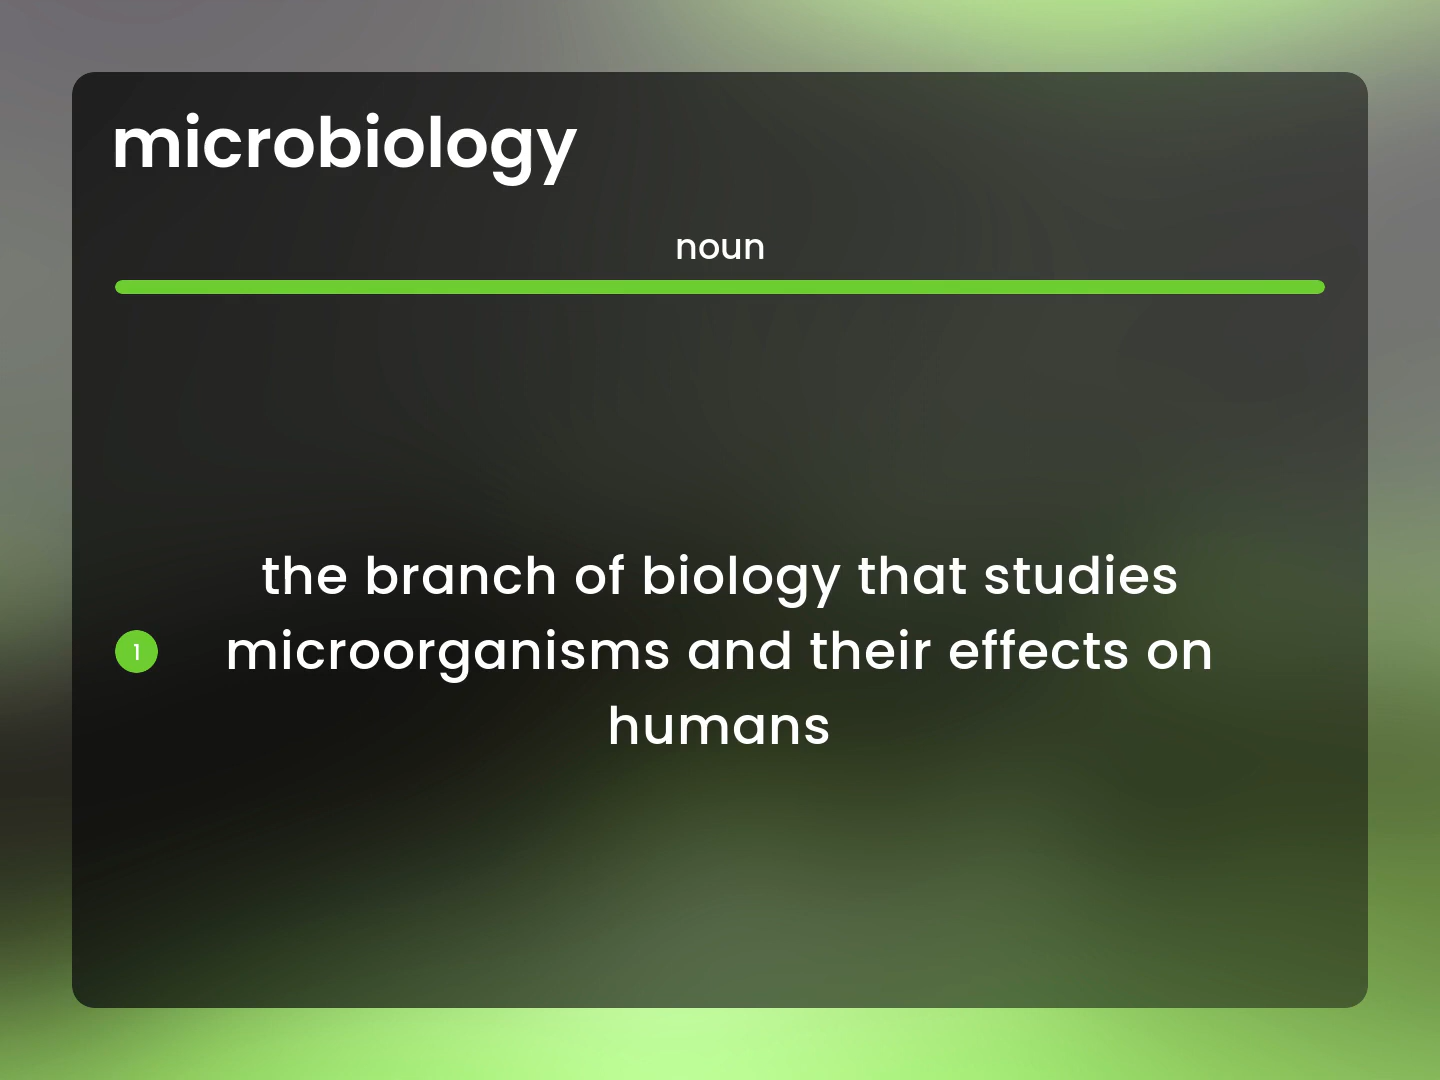 microbiology
noun
the branch of biology that studies
1 microorganisms and their effects on
humans